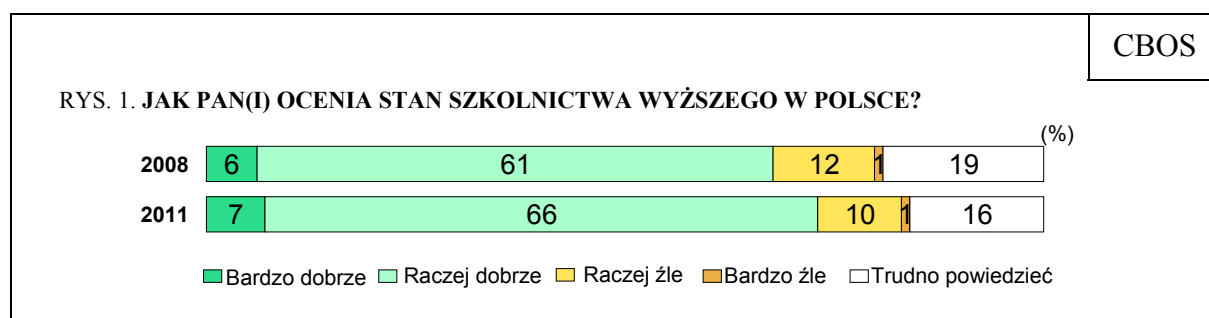 CBOS
RYS. 1. JAK PAN(I) OCENIA STAN SZKOLNICTWA WYŻSZEGO W POLSCE?
(%)
2008 6 61 12 1 19
2011 7 66 10 1 16
Bardzo dobrze Raczej dobrze Raczej źle Bardzo źle Trudno powiedzieć